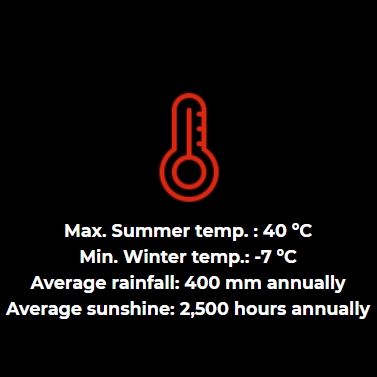 Max. Summer temp. : 40 ºC
Min. Winter temp.: -7 ºC
Average rainfall: 400 mm annually
Average sunshine: 2,500 hours annually